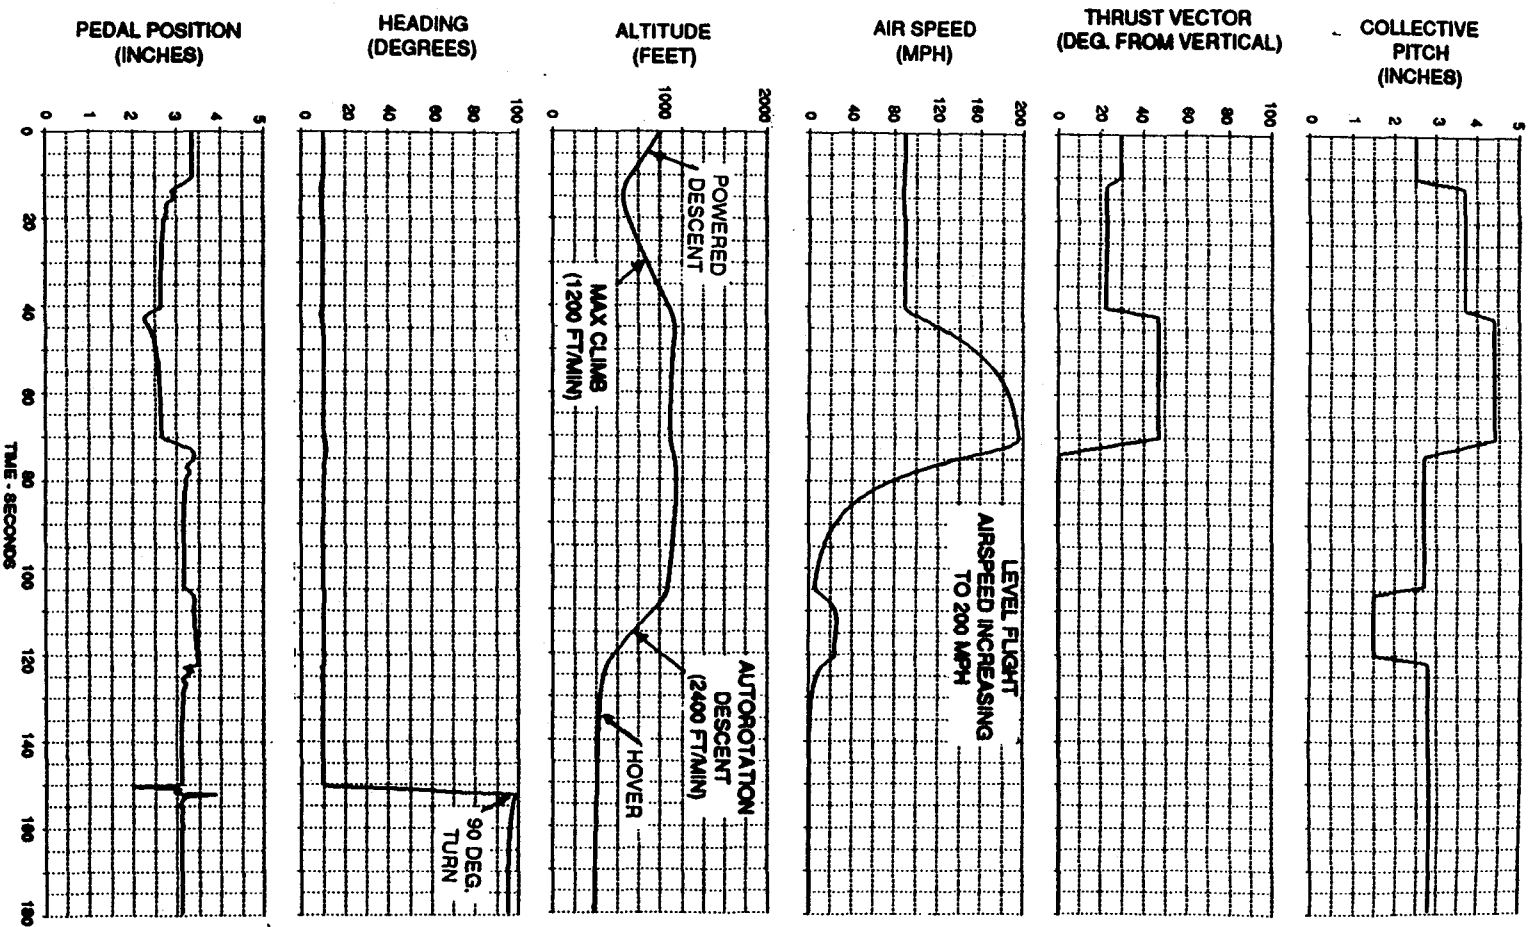 PEDAL POSITION
(INCHES)
0
1
2
3
4
5
0
20
40
60
80
100
120
140
160
180
TIME - SECONDS
HEADING
(DEGREES)
0
20
40
60
80
100
90 DEG.
TURN
ALTITUDE
(FEET)
0
1000
2000
POWERED
DESCENT
MAX CLIMB
(1200 FT/MIN)
AUTOROTATION
DESCENT
(2400 FT/MIN)
HOVER
AIR SPEED
(MPH)
0
40
80
120
160
200
LEVEL FLIGHT
AIRSPEED INCREASING
TO 200 MPH
THRUST VECTOR
(DEG. FROM VERTICAL)
0
20
40
60
80
100
COLLECTIVE
PITCH
(INCHES)
0
1
2
3
4
5